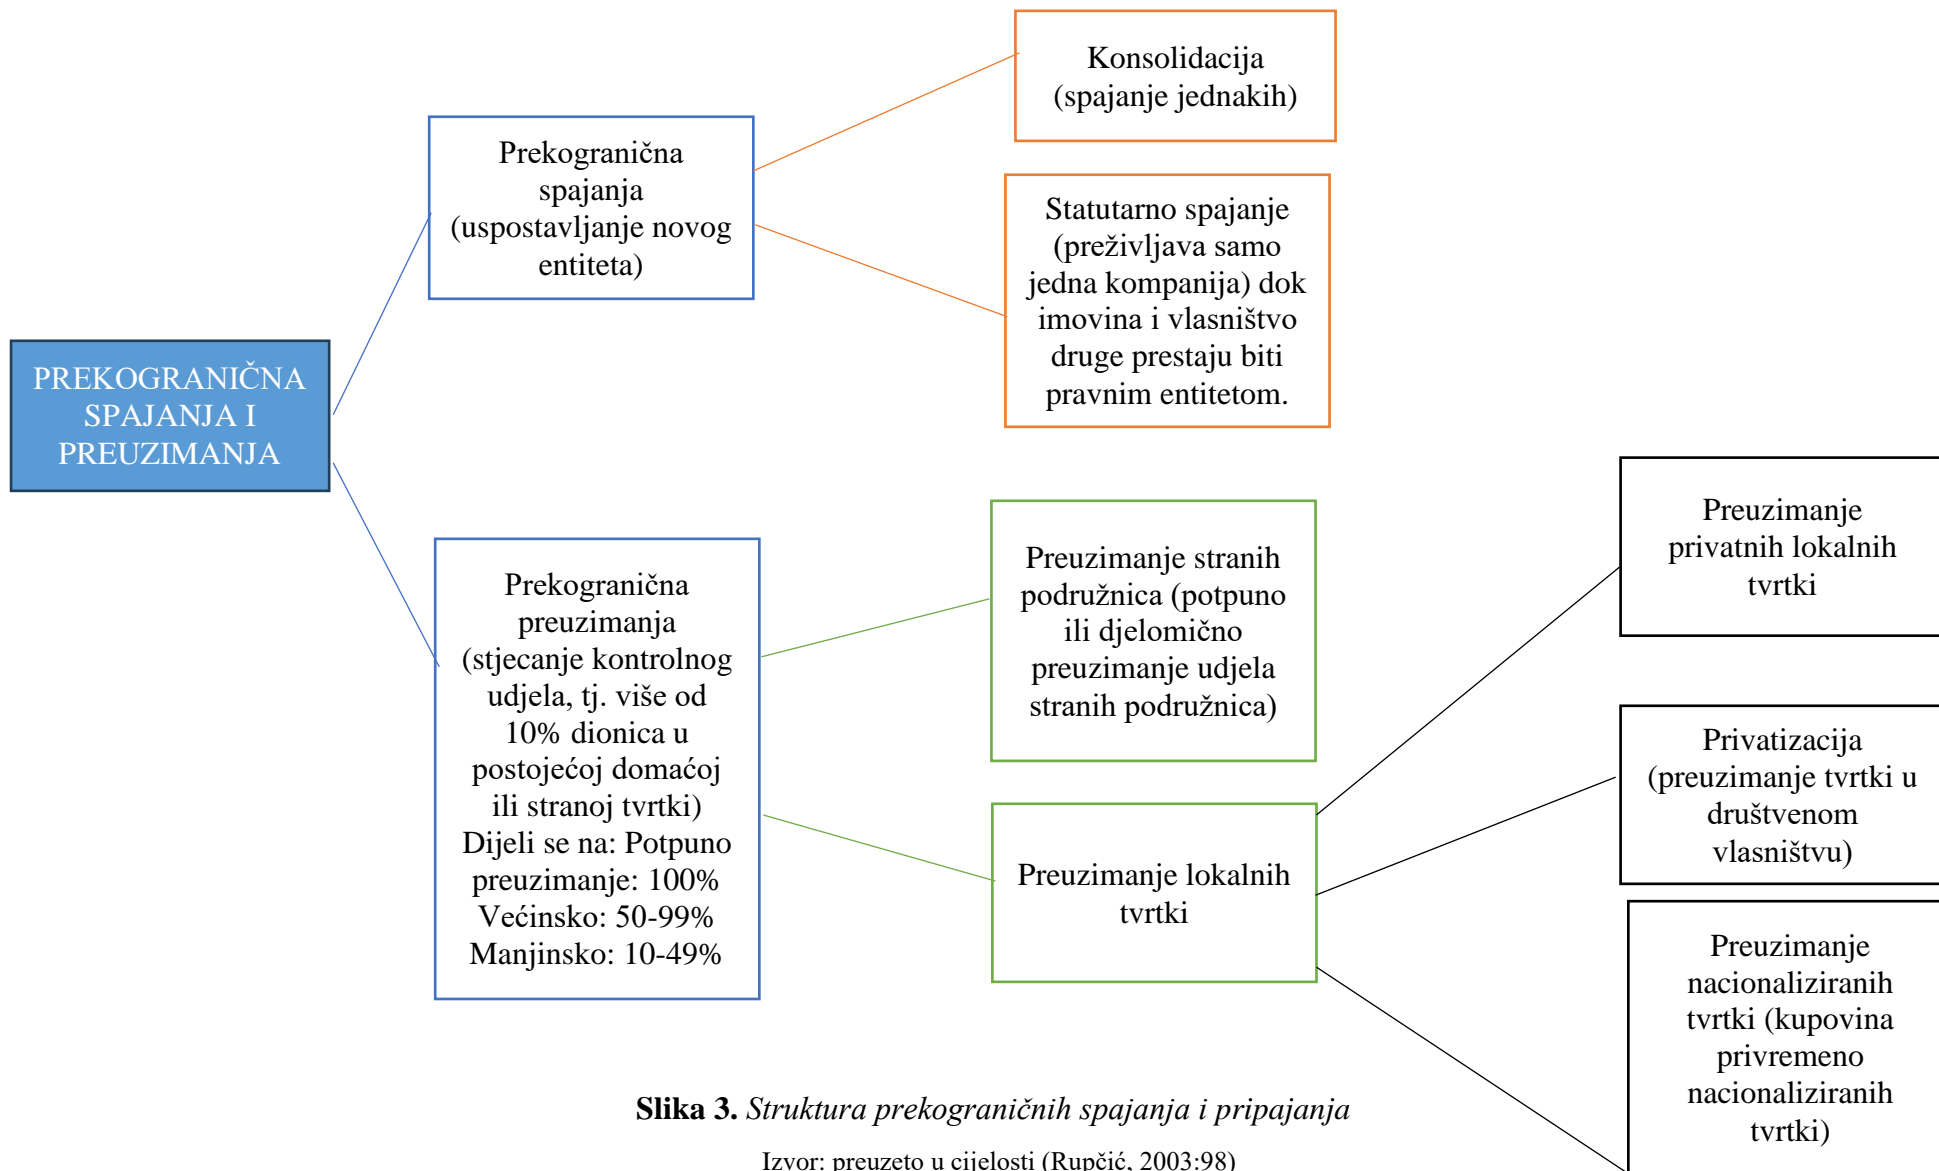 PREKOGRANIČNA
SPAJANJA I
PREUZIMANJA
Prekogranična
spajanja
(uspostavljanje novog
entiteta)
Konsolidacija
(spajanje jednakih)
Statutarno spajanje
(preživljava samo
jedna kompanija) dok
imovina i vlasništvo
druge prestaju biti
pravnim entitetom.
Prekogranična
preuzimanja
(stjecanje kontrolnog
udjela, tj. više od
10% dionica u
postojećoj domaćoj
ili stranoj tvrtki)
Dijeli se na: Potpuno
preuzimanje: 100%
Većinsko: 50-99%
Manjinsko: 10-49%
Preuzimanje stranih
podružnica (potpuno
ili djelomično
preuzimanje udjela
stranih podružnica)
Preuzimanje lokalnih
tvrtki
Preuzimanje
privatnih lokalnih
tvrtki
Privatizacija
(preuzimanje tvrtki u
društvenom
vlasništvu)
Preuzimanje
nacionaliziranih
tvrtki (kupovina
privremeno
nacionaliziranih
tvrtki)
Slika 3. Struktura prekograničnih spajanja i pripajanja
Izvor: preuzeto u cijelosti (Rupčić, 2003:98)